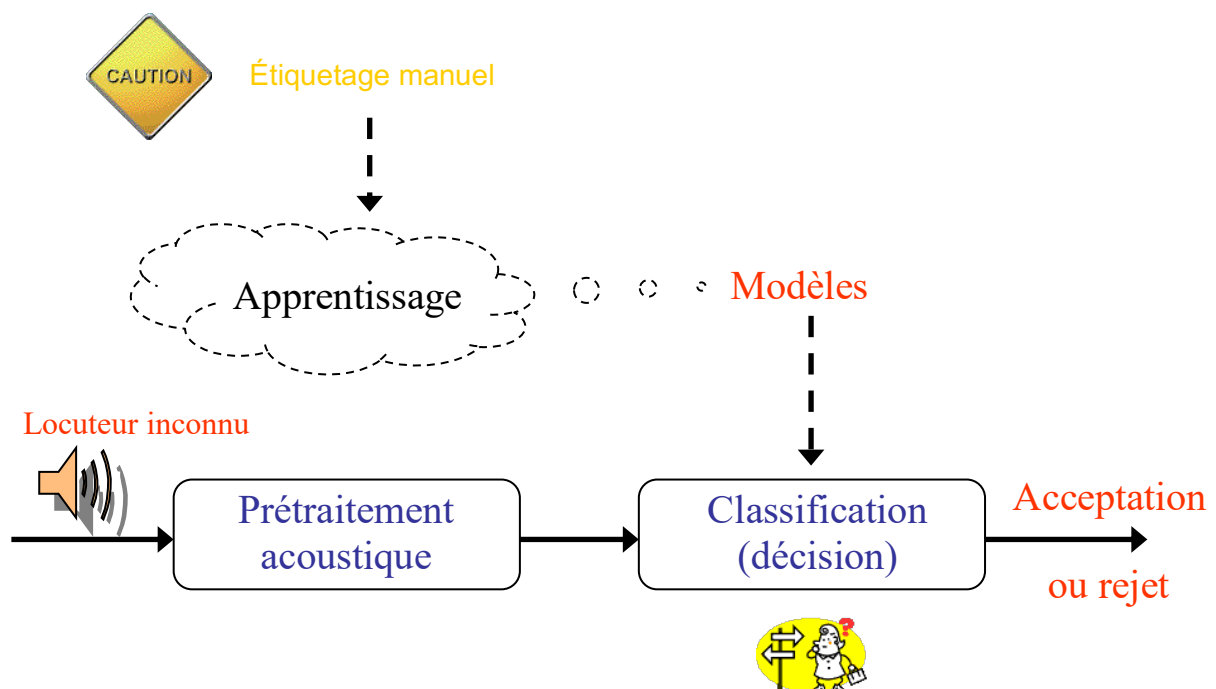 CAUTION
Étiquetage manuel
Apprentissage
Modèles
Locuteur inconnu
Prétraitement
acoustique
Classification
(décision)
Acceptation
ou rejet
?